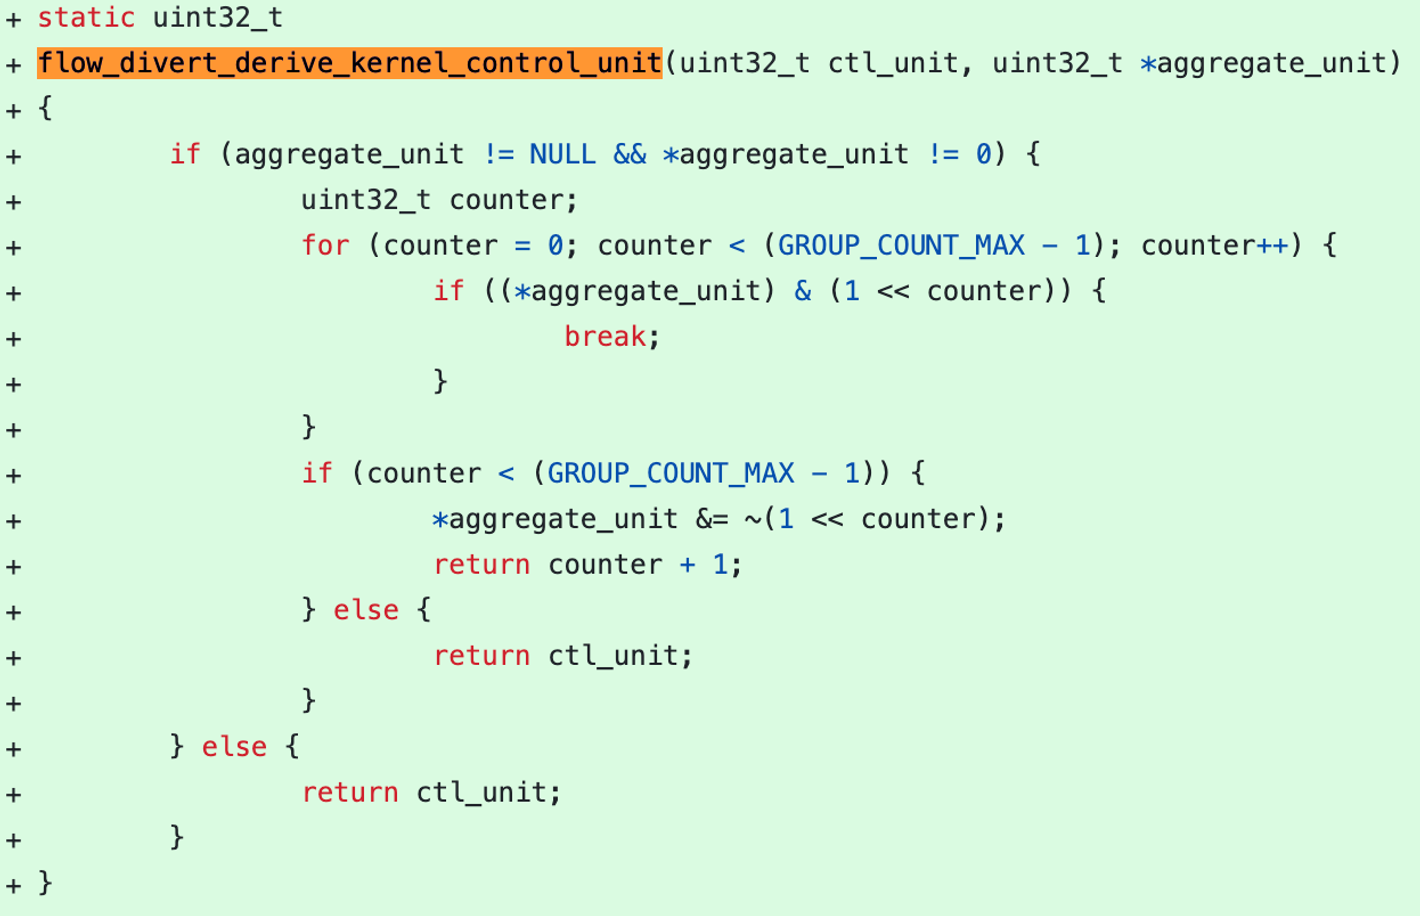 + static uint32_t
+ flow_divert_derive_kernel_control_unit(uint32_t ctl_unit, uint32_t *aggregate_unit)
+ {
+         if (aggregate_unit != NULL && *aggregate_unit != 0) {
+                 uint32_t counter;
+                 for (counter = 0; counter < (GROUP_COUNT_MAX - 1); counter++) {
+                         if ((*aggregate_unit) & (1 << counter)) {
+                                 break;
+                         }
+                 }
+                 if (counter < (GROUP_COUNT_MAX - 1)) {
+                         *aggregate_unit &= ~(1 << counter);
+                         return counter + 1;
+                 } else {
+                         return ctl_unit;
+                 }
+         } else {
+                 return ctl_unit;
+         }
+ }